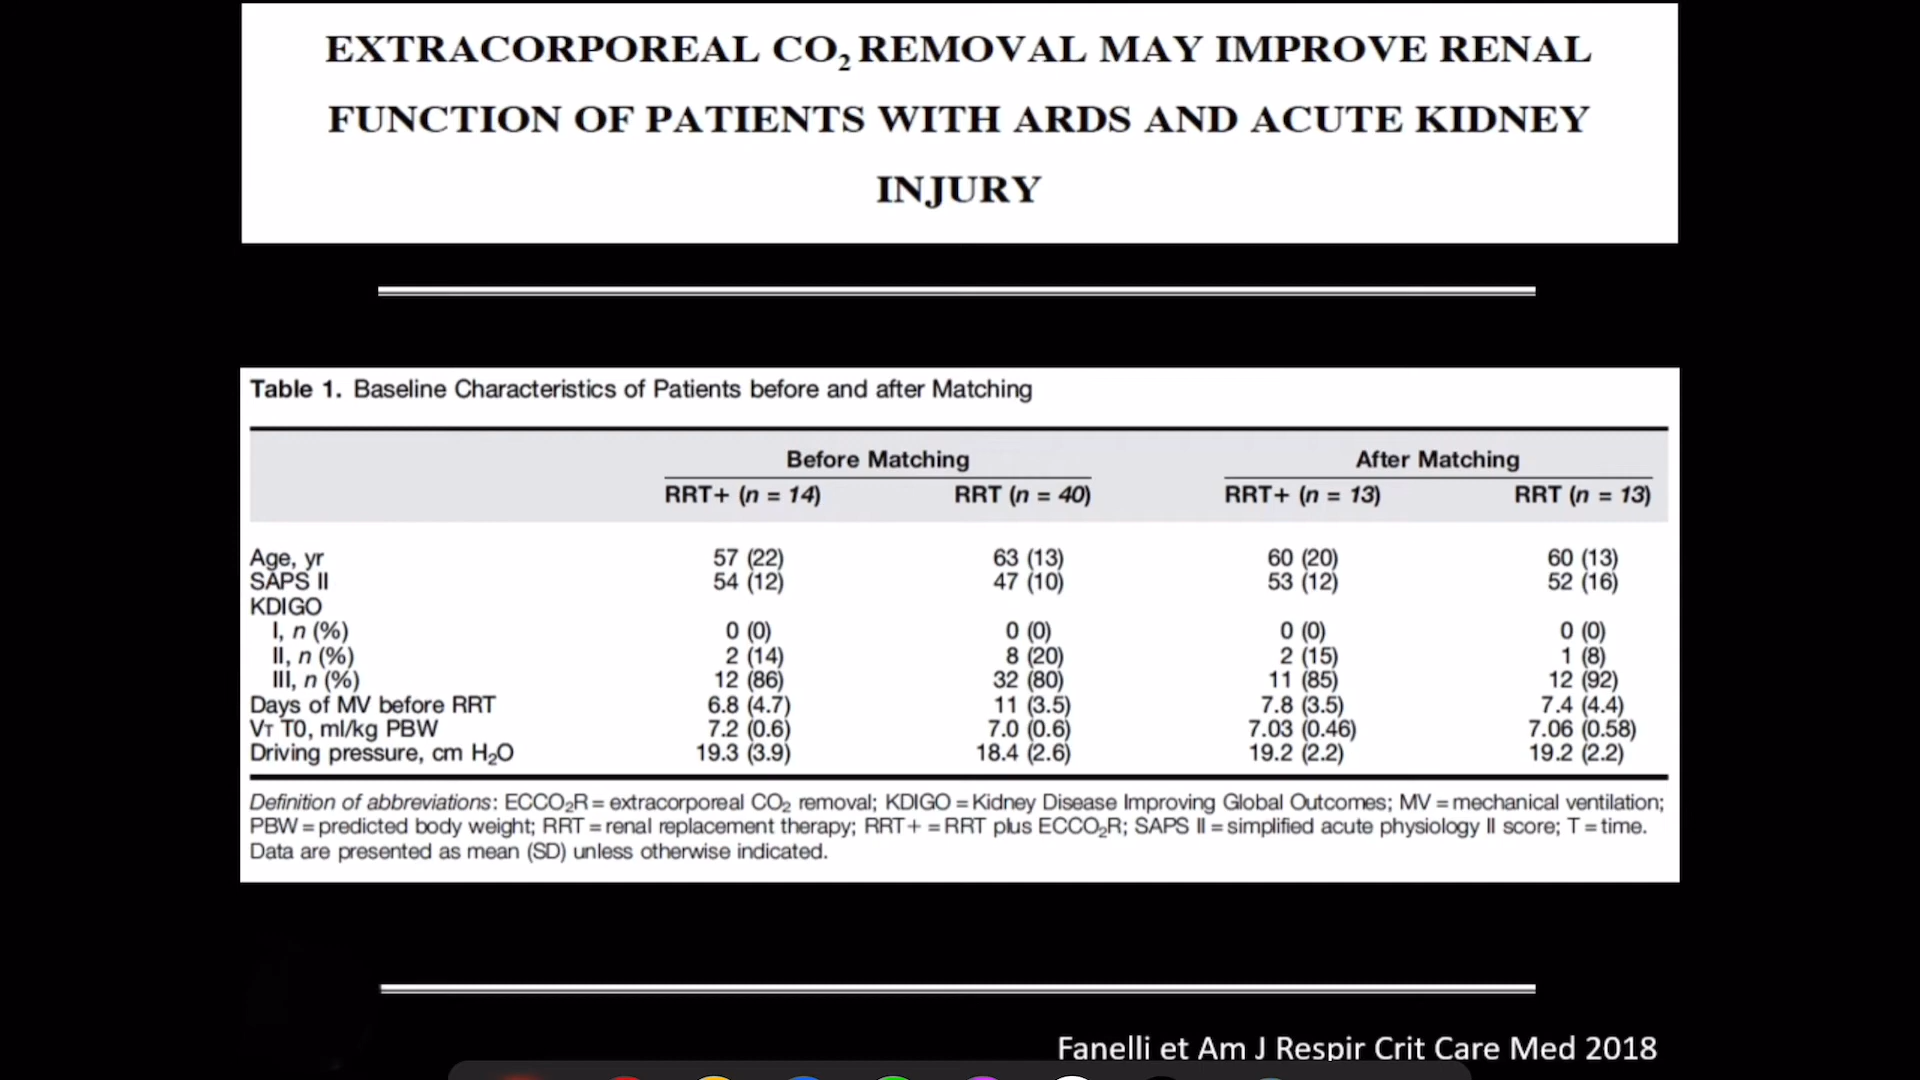 EXTRACORPOREAL CO₂ REMOVAL MAY IMPROVE RENAL
FUNCTION OF PATIENTS WITH ARDS AND ACUTE KIDNEY
INJURY
Table 1. Baseline Characteristics of Patients before and after Matching
Before Matching After Matching
RRT+ (n = 14) RRT (n = 40) RRT+ (n = 13) RRT (n = 13)
Age, yr 57 (22) 63 (13) 60 (20) 60 (13)
SAPS II 54 (12) 47 (10) 53 (12) 52 (16)
KDIGO
I, n (%) 0 (0) 0 (0) 0 (0) 0 (0)
II, n (%) 2 (14) 8 (20) 2 (15) 1 (8)
III, n (%) 12 (86) 32 (80) 11 (85) 12 (92)
Days of MV before RRT 6.8 (4.7) 11 (3.5) 7.8 (3.5) 7.4 (4.4)
VT T0, ml/kg PBW 7.2 (0.6) 7.0 (0.6) 7.03 (0.46) 7.06 (0.58)
Driving pressure, cm H₂O 19.3 (3.9) 18.4 (2.6) 19.2 (2.2) 19.2 (2.2)
Definition of abbreviations: ECCO₂R = extracorporeal CO₂ removal; KDIGO = Kidney Disease Improving Global Outcomes; MV = mechanical ventilation;
PBW = predicted body weight; RRT = renal replacement therapy; RRT+ = RRT plus ECCO₂R; SAPS II = simplified acute physiology II score; T = time.
Data are presented as mean (SD) unless otherwise indicated.
Fanelli et Am J Respir Crit Care Med 2018